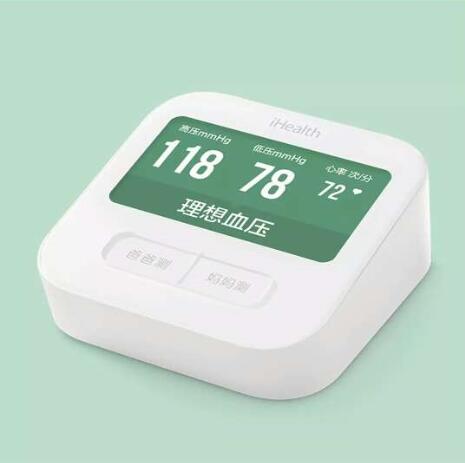 iHealth
高压mmHg
低压mmHg
心率 次/分
118
78
72
理想血压
爸爸测
妈妈测